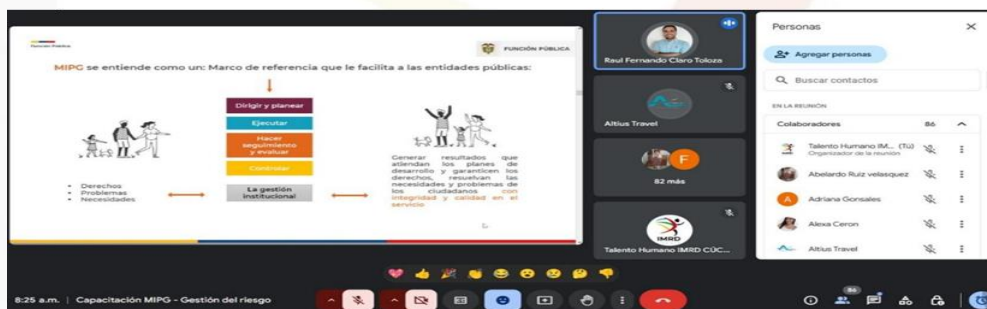 Función Pública
FUNCIÓN PÚBLICA
MIPG se entiende como un: Marco de referencia que le facilita a las entidades públicas:
Dirigir y planear
Ejecutar
Hacer
seguimiento
y evaluar
Controlar
La gestión
institucional
• Derechos
• Problemas
• Necesidades
Generar resultados que
atiendan los planes de
desarrollo y garanticen los
derechos, resuelvan las
necesidades y problemas de
los ciudadanos con
integridad y calidad en el
servicio
Raul Fernando Claro Toloza
Altius Travel
F
82 más
IMRD
Talento Humano IMRD CÚC...
Personas
Agregar personas
Buscar contactos
EN LA REUNIÓN
Colaboradores 86
Talento Humano IM... (Tú)
Organizador de la reunión
Abelardo Ruiz velasquez
A
Adriana Gonsales
Alexa Ceron
Altius Travel
8:25 a.m. | Capacitación MIPG - Gestión del riesgo
86